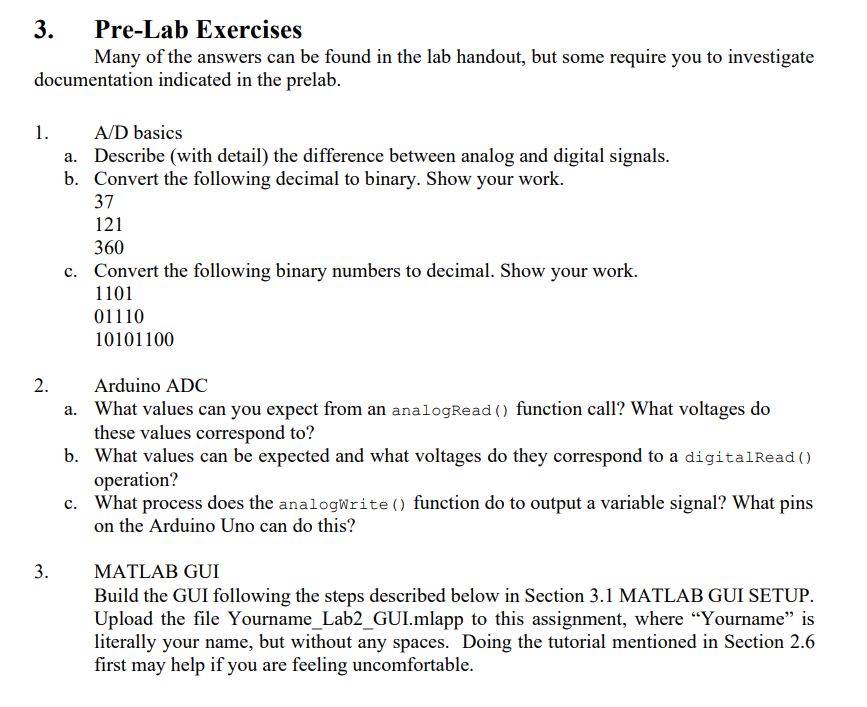 3. Pre-Lab Exercises
Many of the answers can be found in the lab handout, but some require you to investigate
documentation indicated in the prelab.
1. A/D basics
a. Describe (with detail) the difference between analog and digital signals.
b. Convert the following decimal to binary. Show your work.
37
121
360
c. Convert the following binary numbers to decimal. Show your work.
1101
01110
10101100
2. Arduino ADC
a. What values can you expect from an analogRead() function call? What voltages do
these values correspond to?
b. What values can be expected and what voltages do they correspond to a digitalRead()
operation?
c. What process does the analogWrite() function do to output a variable signal? What pins
on the Arduino Uno can do this?
3. MATLAB GUI
Build the GUI following the steps described below in Section 3.1 MATLAB GUI SETUP.
Upload the file Yourname_Lab2_GUI.mlapp to this assignment, where “Yourname” is
literally your name, but without any spaces. Doing the tutorial mentioned in Section 2.6
first may help if you are feeling uncomfortable.